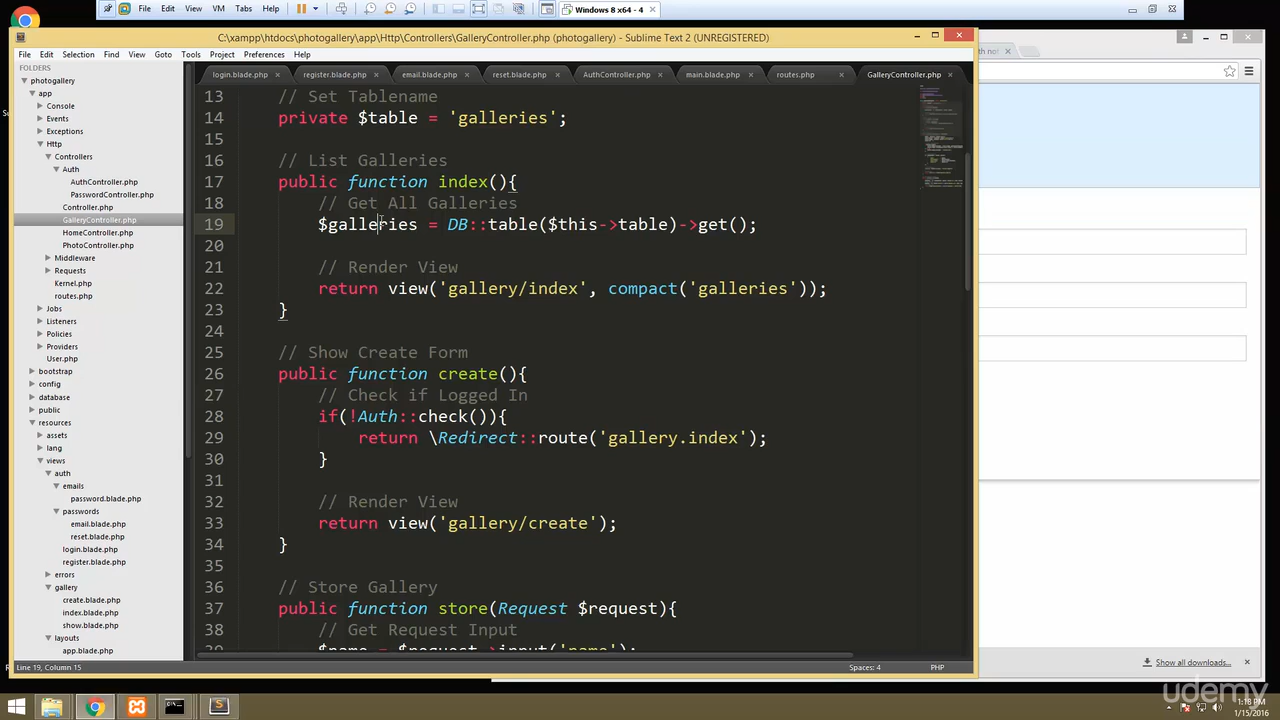 File Edit View VM Tabs Help
Windows 8 x64 - 4
C:\xampp\htdocs\photogallery\app\Http\Controllers\GalleryController.php (photogallery) - Sublime Text 2 (UNREGISTERED)
File Edit Selection Find View Goto Tools Project Preferences Help
FOLDERS
photogallery
app
Console
Events
Exceptions
Http
Controllers
Auth
AuthController.php
PasswordController.php
Controller.php
GalleryController.php
HomeController.php
PhotoController.php
Middleware
Requests
Kernel.php
routes.php
Jobs
Listeners
Policies
Providers
User.php
bootstrap
config
database
public
resources
assets
lang
views
auth
emails
password.blade.php
passwords
email.blade.php
reset.blade.php
login.blade.php
register.blade.php
errors
gallery
create.blade.php
index.blade.php
show.blade.php
layouts
app.blade.php
login.blade.php register.blade.php email.blade.php reset.blade.php AuthController.php main.blade.php routes.php GalleryController.php
13 // Set Tablename
14 private $table = 'galleries';
15
16 // List Galleries
17 public function index(){
18 // Get All Galleries
19 $galleries = DB::table($this->table)->get();
20
21 // Render View
22 return view('gallery/index', compact('galleries'));
23 }
24
25 // Show Create Form
26 public function create(){
27 // Check if Logged In
28 if(!Auth::check()){
29 return \Redirect::route('gallery.index');
30 }
31
32 // Render View
33 return view('gallery/create');
34 }
35
36 // Store Gallery
37 public function store(Request $request){
38 // Get Request Input
$name = $request->input('name');
Line 19, Column 15
Spaces: 4 PHP
Show all downloads...
udemy
1:18 PM
1/15/2016